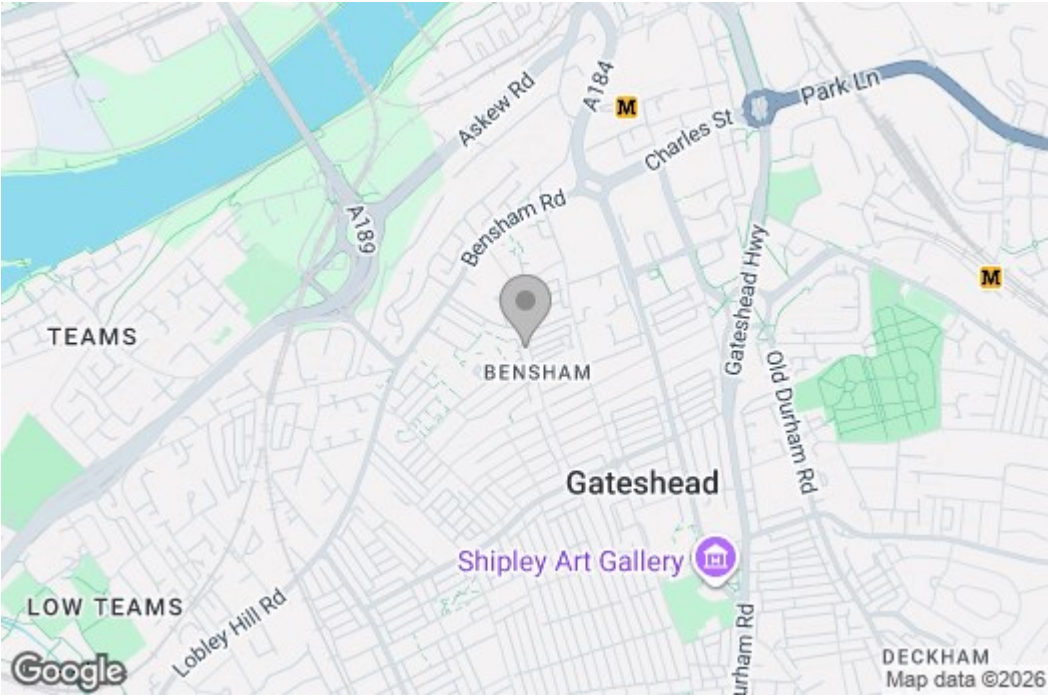 A184
M
Park Ln
Askew Rd
Charles St
A189
Bensham Rd
Gateshead Hwy
M
TEAMS
BENSHAM
Old Durham Rd
Gateshead
Shipley Art Gallery
LOW TEAMS
Lobley Hill Rd
urham Rd
DECKHAM
Google
Map data ©2026